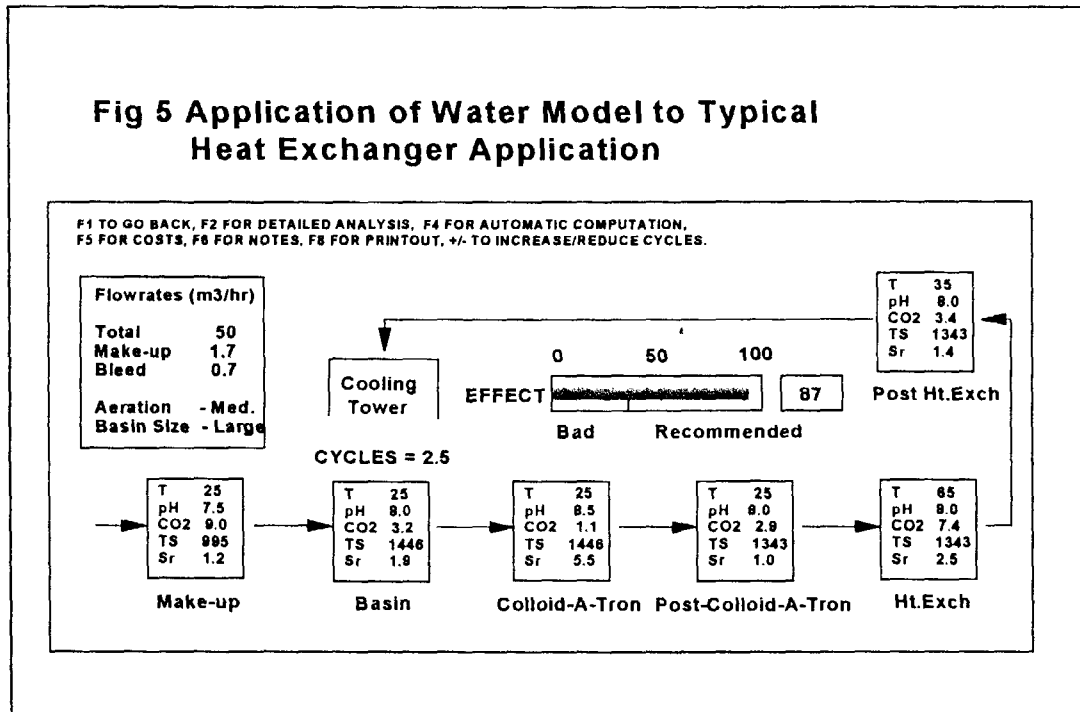 Fig 5 Application of Water Model to Typical
Heat Exchanger Application
F1 TO GO BACK, F2 FOR DETAILED ANALYSIS, F4 FOR AUTOMATIC COMPUTATION,
F5 FOR COSTS, F6 FOR NOTES, F8 FOR PRINTOUT, +/- TO INCREASE/REDUCE CYCLES.
Flowrates (m3/hr)
Total 50
Make-up 1.7
Bleed 0.7
Aeration - Med.
Basin Size - Large
Cooling
Tower
CYCLES = 2.5
0 50 100
EFFECT 87
Bad Recommended
T 35
pH 8.0
CO2 3.4
TS 1343
Sr 1.4
Post Ht.Exch
T 25
pH 7.5
CO2 9.0
TS 995
Sr 1.2
Make-up
T 25
pH 8.0
CO2 3.2
TS 1446
Sr 1.9
Basin
T 25
pH 8.5
CO2 1.1
TS 1446
Sr 5.5
Colloid-A-Tron
T 25
pH 8.0
CO2 2.9
TS 1343
Sr 1.0
Post-Colloid-A-Tron
T 65
pH 8.0
CO2 7.4
TS 1343
Sr 2.5
Ht.Exch